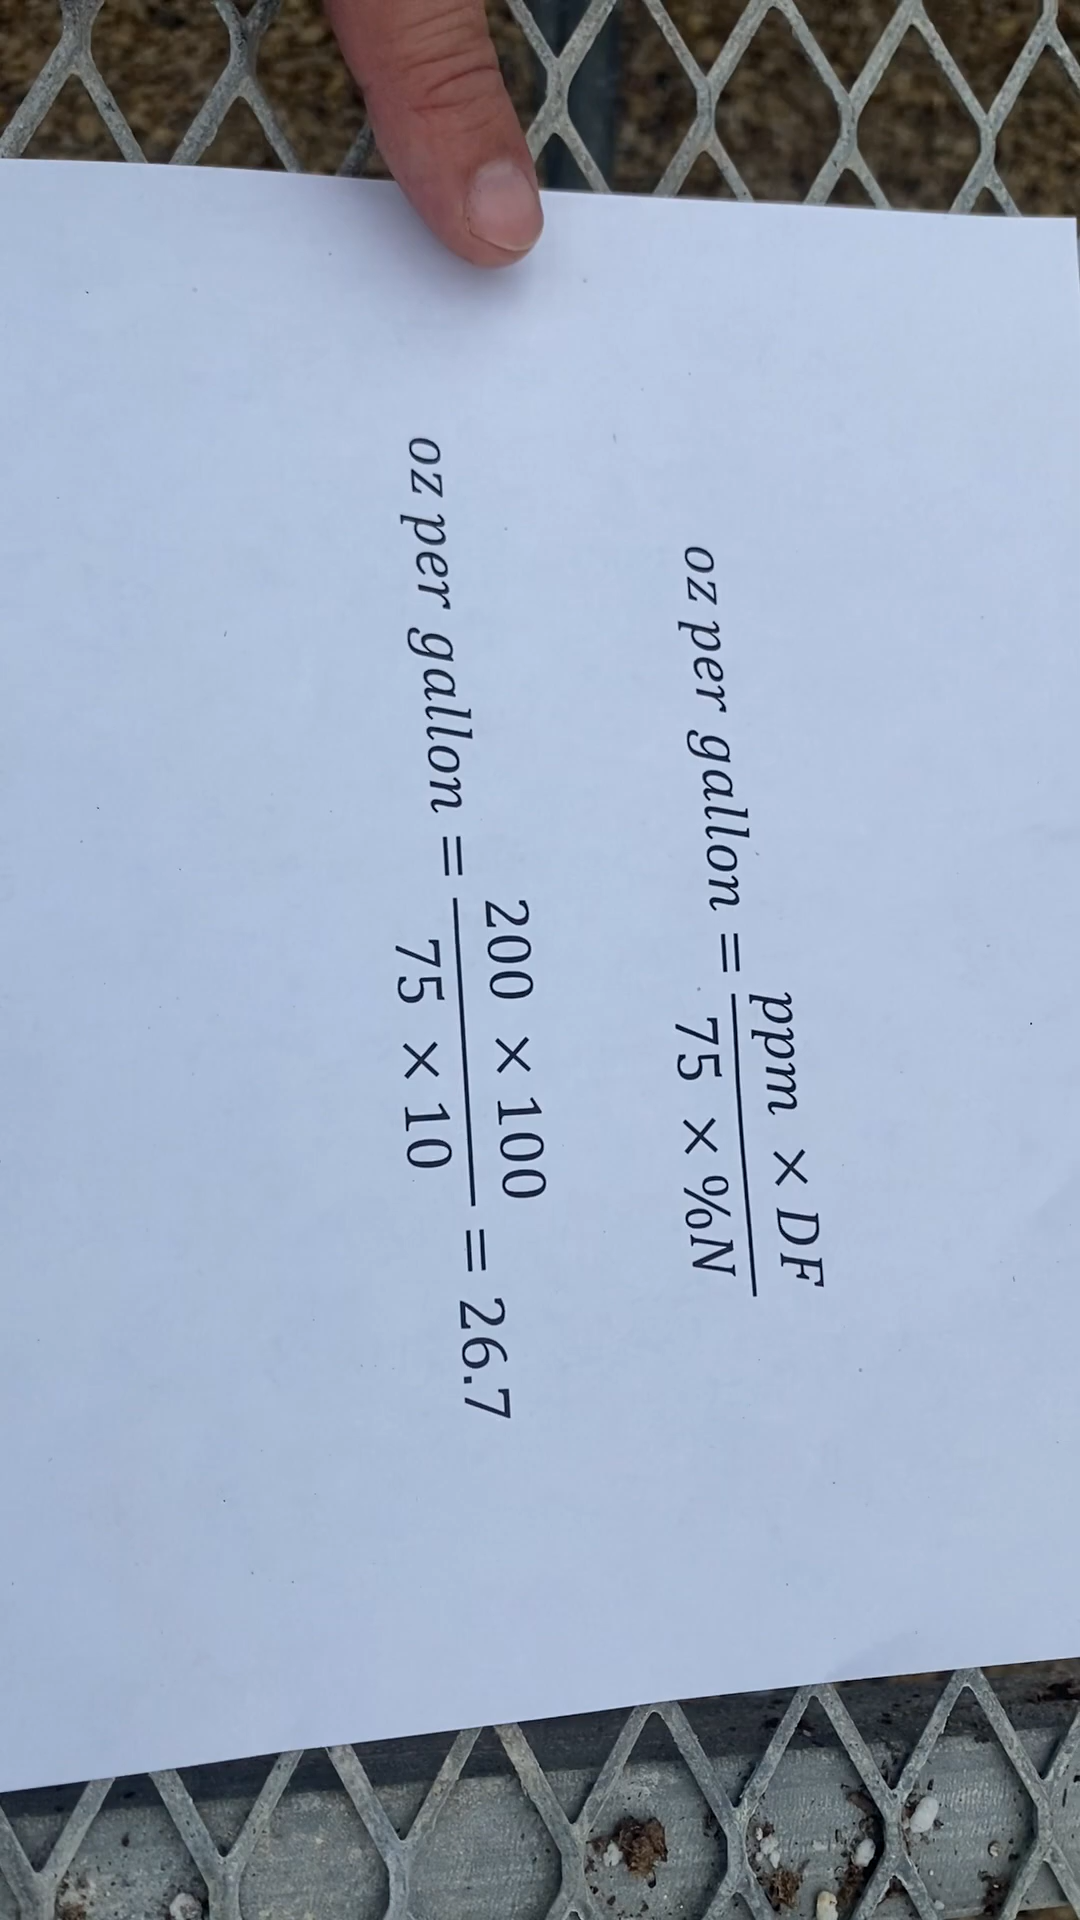 oz per gallon = ppm × DF / 75 × %N
oz per gallon = 200 × 100 / 75 × 10 = 26.7